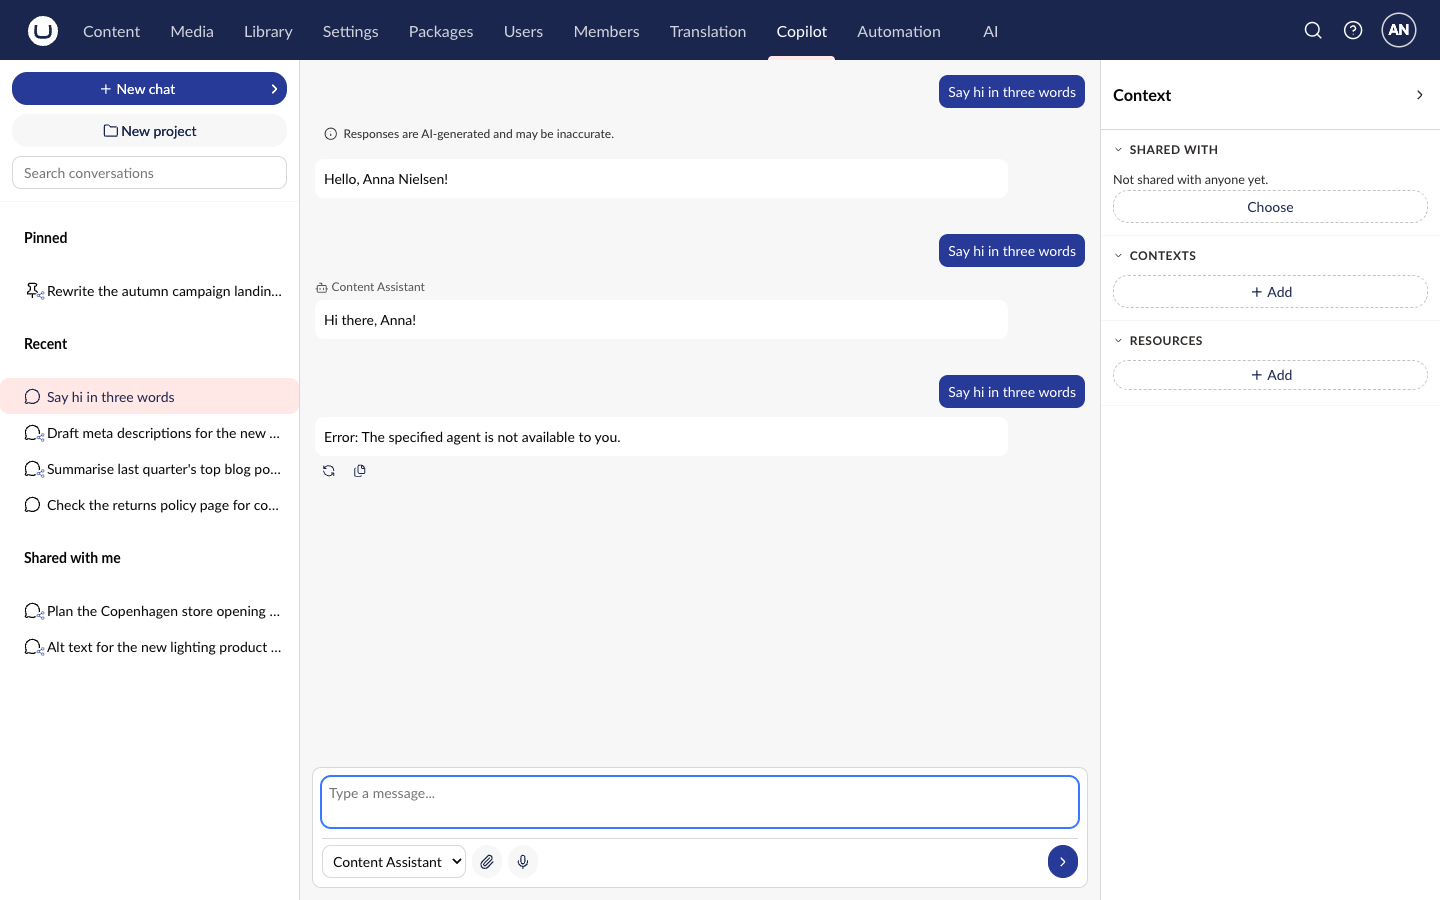 Content Media Library Settings Packages Users Members Translation Copilot Automation AI AN
New chat
New project
Search conversations
Pinned
Rewrite the autumn campaign landin...
Recent
Say hi in three words
Draft meta descriptions for the new ...
Summarise last quarter's top blog po...
Check the returns policy page for co...
Shared with me
Plan the Copenhagen store opening ...
Alt text for the new lighting product ...
Say hi in three words
Responses are AI-generated and may be inaccurate.
Hello, Anna Nielsen!
Say hi in three words
Content Assistant
Hi there, Anna!
Say hi in three words
Error: The specified agent is not available to you.
Type a message...
Content Assistant
Context
SHARED WITH
Not shared with anyone yet.
Choose
CONTEXTS
Add
RESOURCES
Add